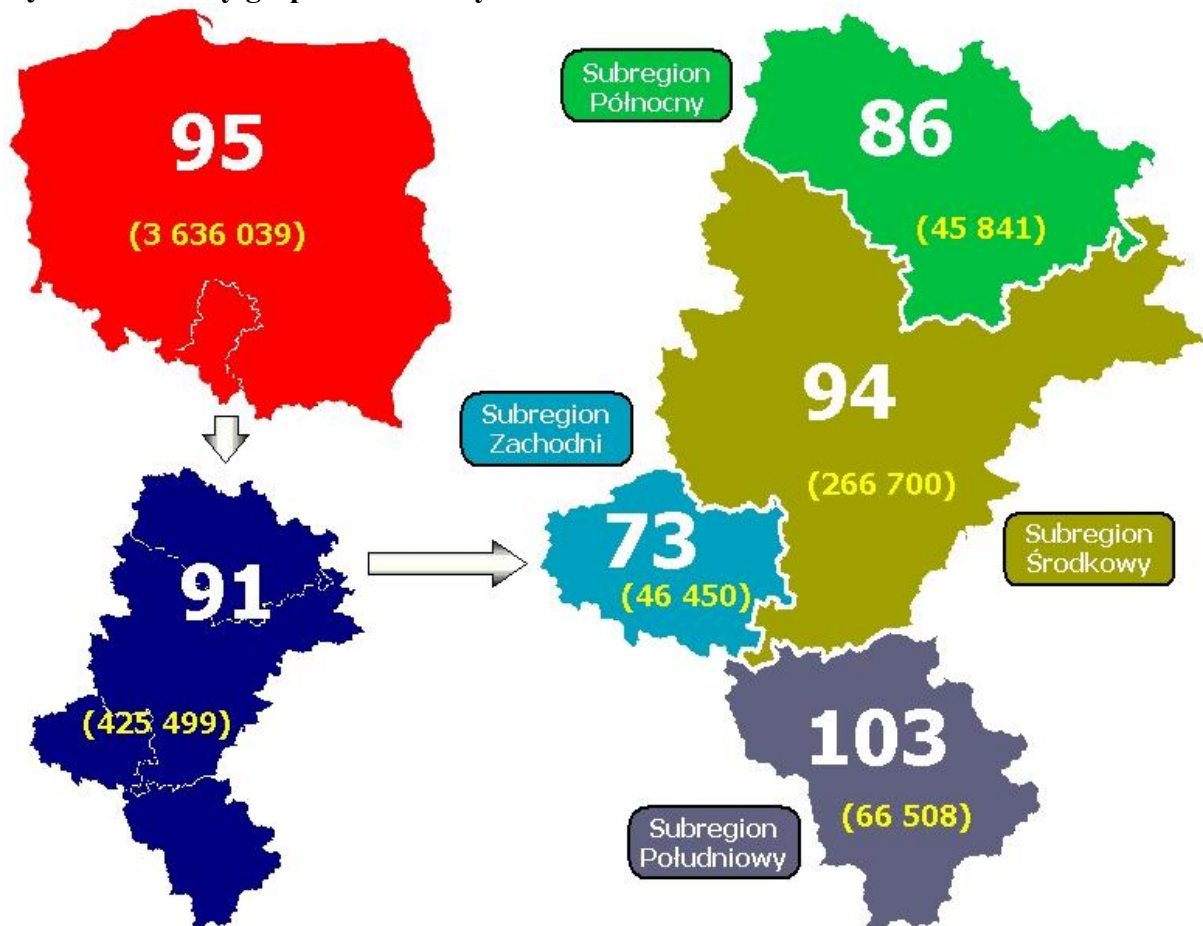 95
(3 636 039)
91
(425 499)
Subregion
Północny
86
(45 841)
94
(266 700)
Subregion
Środkowy
Subregion
Zachodni
73
(46 450)
103
(66 508)
Subregion
Południowy